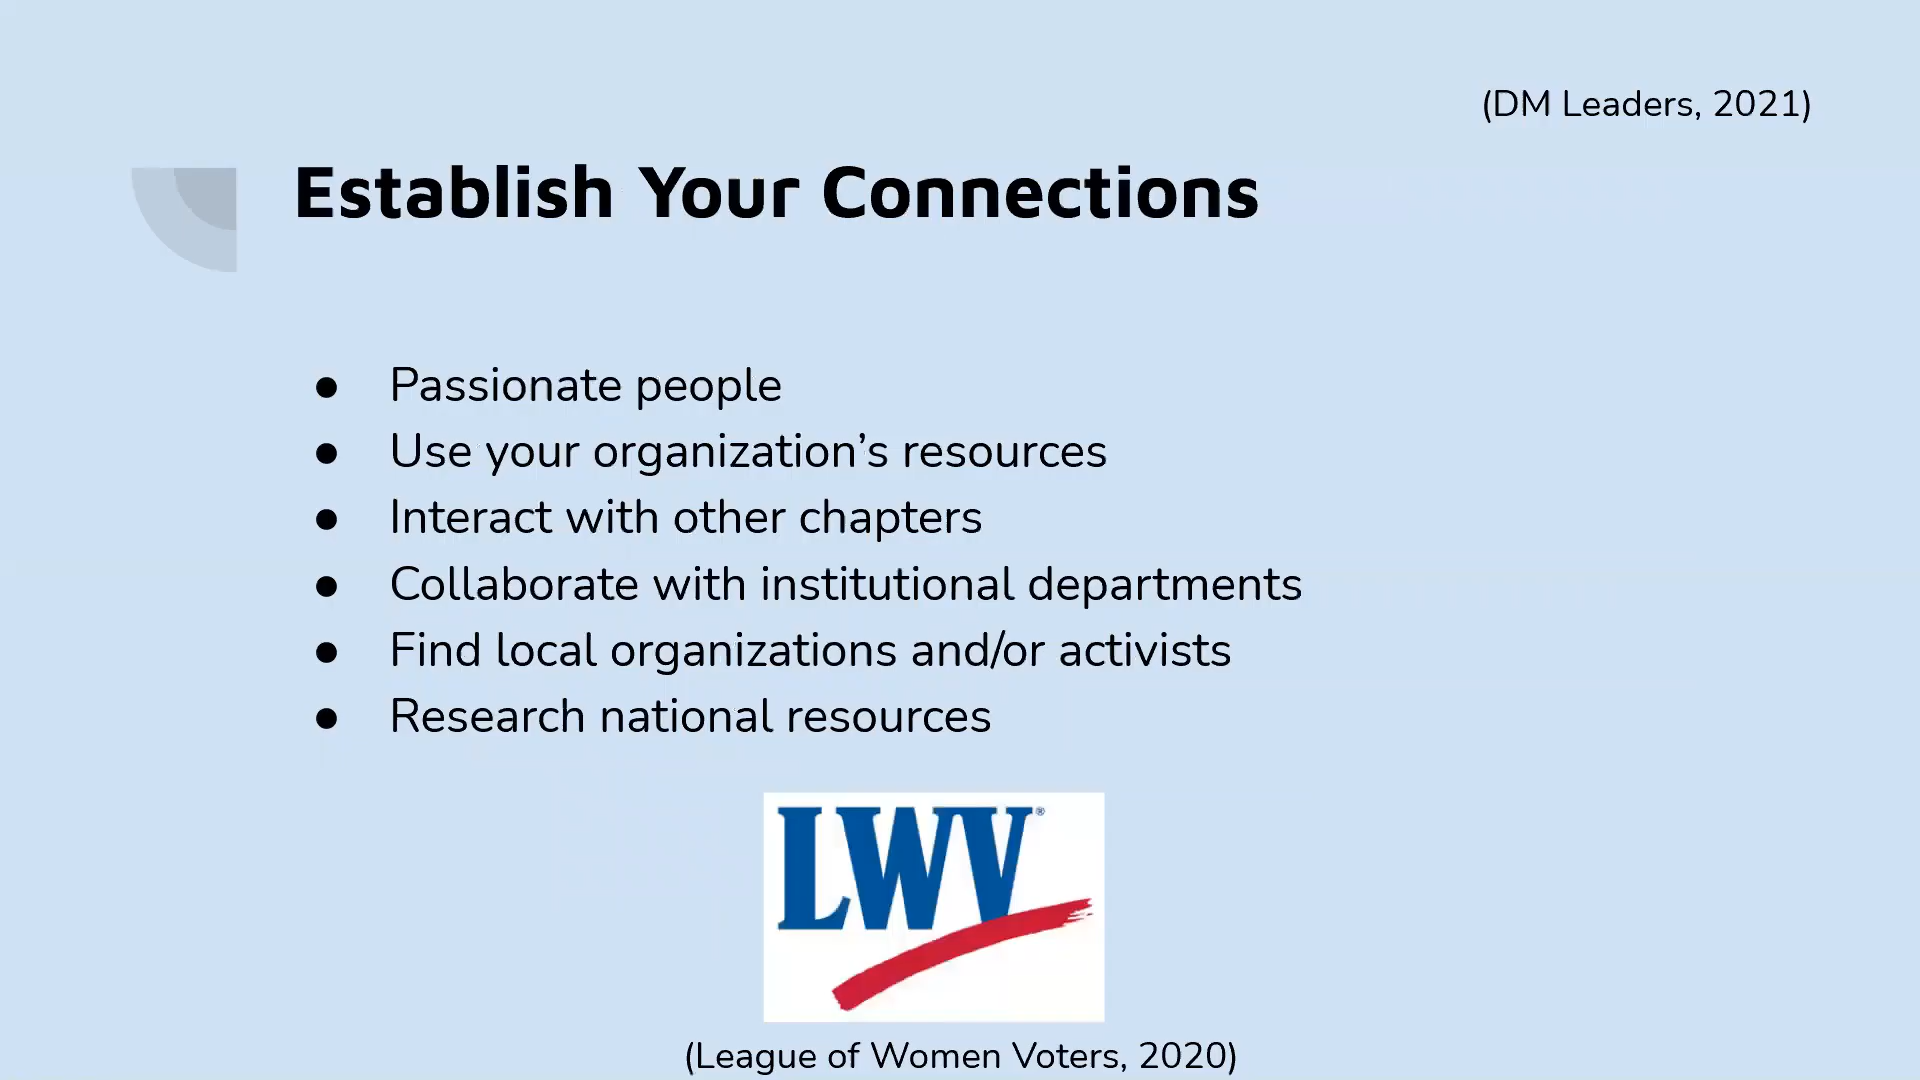 (DM Leaders, 2021)
Establish Your Connections
● Passionate people
● Use your organization’s resources
● Interact with other chapters
● Collaborate with institutional departments
● Find local organizations and/or activists
● Research national resources
LWV®
(League of Women Voters, 2020)